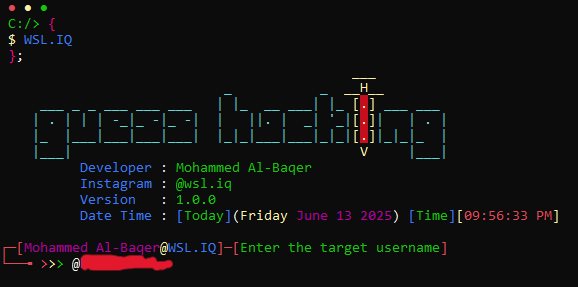 C:/> {
$ WSL.IQ
};
H
[.]
[.]
[.]
V
Developer : Mohammed Al-Baqer
Instagram : @wsl.iq
Version : 1.0.0
Date Time : [Today](Friday June 13 2025) [Time][09:56:33 PM]
[Mohammed Al-Baqer@WSL.IQ]-[Enter the target username]
>>> @